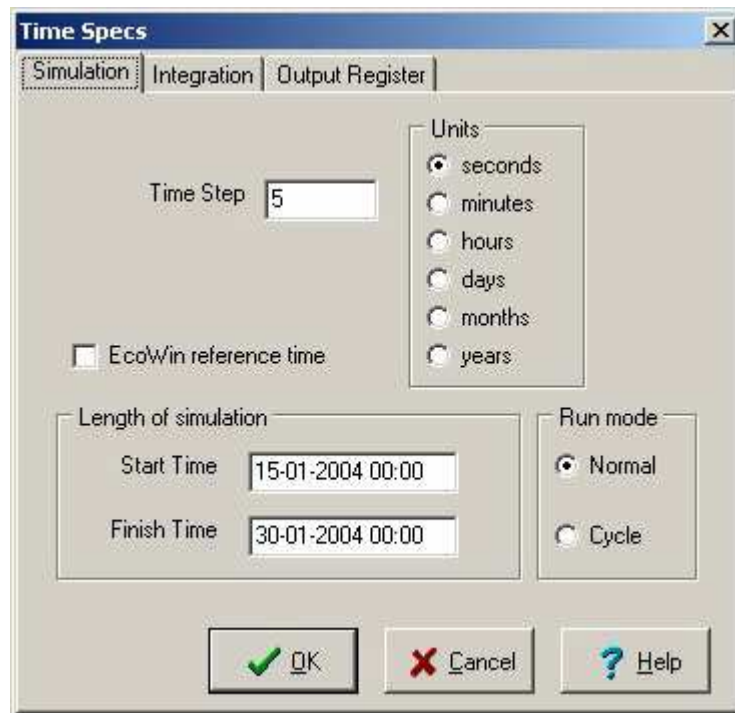 Time Specs
Simulation Integration Output Register
Units
seconds
Time Step 5
minutes
hours
days
months
EcoWin reference time
years
Length of simulation
Run mode
Start Time 15-01-2004 00:00
Normal
Finish Time 30-01-2004 00:00
Cycle
OK Cancel Help